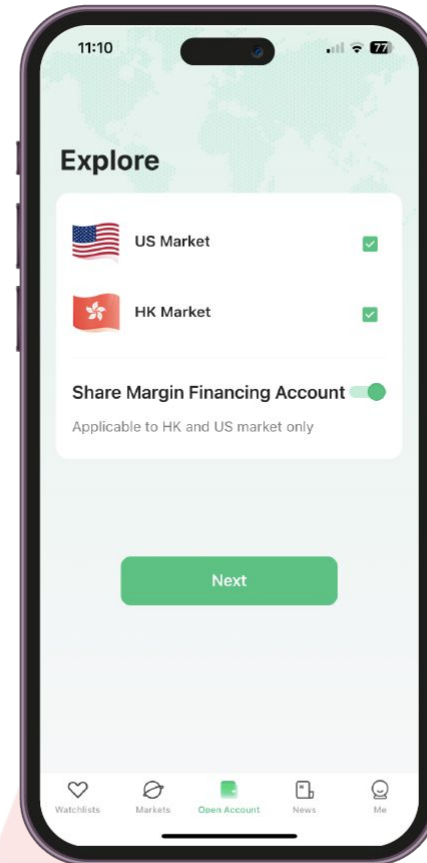 11:10
77
Explore
US Market
HK Market
Share Margin Financing Account
Applicable to HK and US market only
Next
Watchlists Markets Open Account News Me